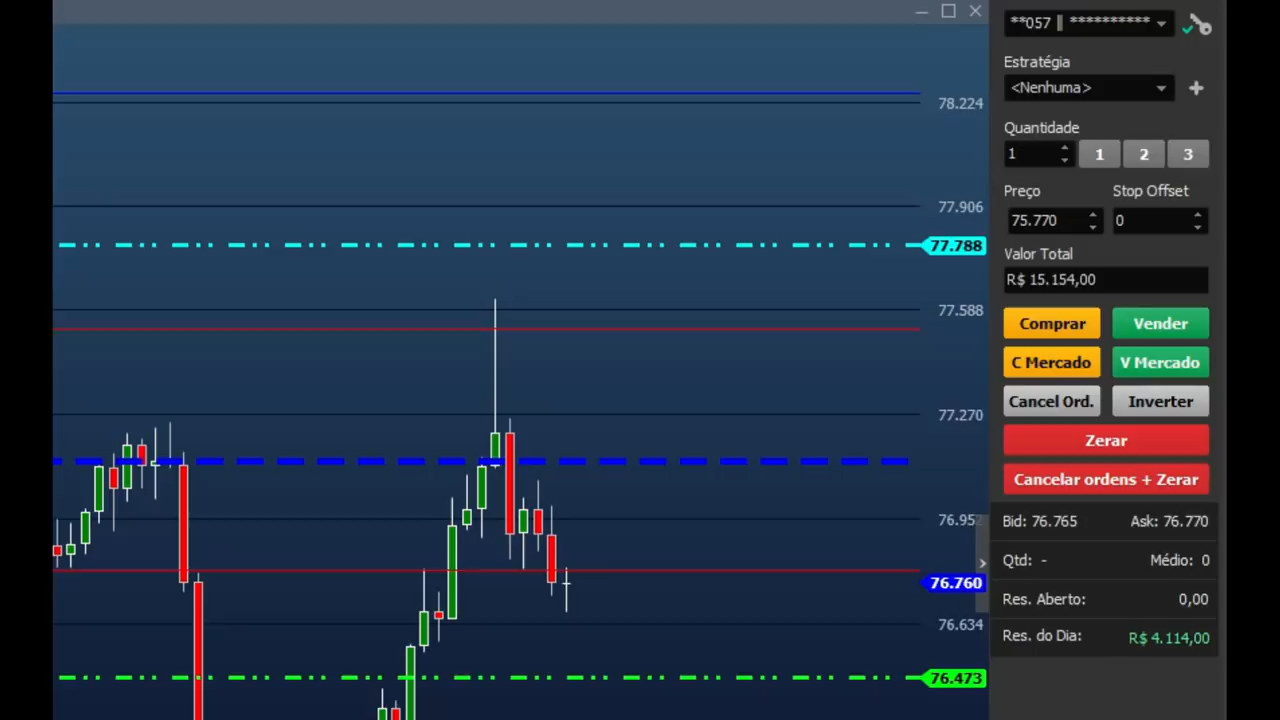 78.224
77.906
77.788
77.588
77.270
76.952
76.760
76.634
76.473
**057 || **********
Estratégia
<Nenhuma>
Quantidade
1 1 2 3
Preço Stop Offset
75.770 0
Valor Total
R$ 15.154,00
Comprar Vender
C Mercado V Mercado
Cancel Ord. Inverter
Zerar
Cancelar ordens + Zerar
Bid: 76.765 Ask: 76.770
Qtd: - Médio: 0
Res. Aberto: 0,00
Res. do Dia: R$ 4.114,00